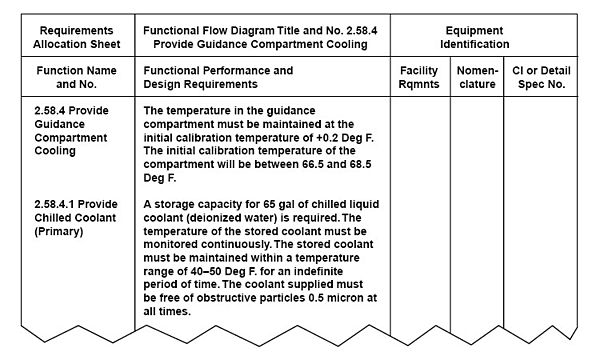 Requirements
Allocation Sheet
Functional Flow Diagram Title and No. 2.58.4
Provide Guidance Compartment Cooling
Equipment
Identification
Function Name
and No.
Functional Performance and
Design Requirements
Facility
Rqmnts
Nomen-
clature
CI or Detail
Spec No.
2.58.4 Provide
Guidance
Compartment
Cooling
The temperature in the guidance
compartment must be maintained at the
initial calibration temperature of +0.2 Deg F.
The initial calibration temperature of the
compartment will be between 66.5 and 68.5
Deg F.
2.58.4.1 Provide
Chilled Coolant
(Primary)
A storage capacity for 65 gal of chilled liquid
coolant (deionized water) is required. The
temperature of the stored coolant must be
monitored continuously. The stored coolant
must be maintained within a temperature
range of 40–50 Deg F. for an indefinite
period of time. The coolant supplied must
be free of obstructive particles 0.5 micron at
all times.